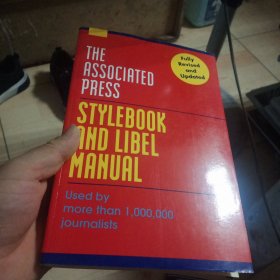 THE
ASSOCIATED
PRESS
Fully
Revised
and
Updated
STYLEBOOK
AND LIBEL
MANUAL
Used by
more than 1,000,000
journalists